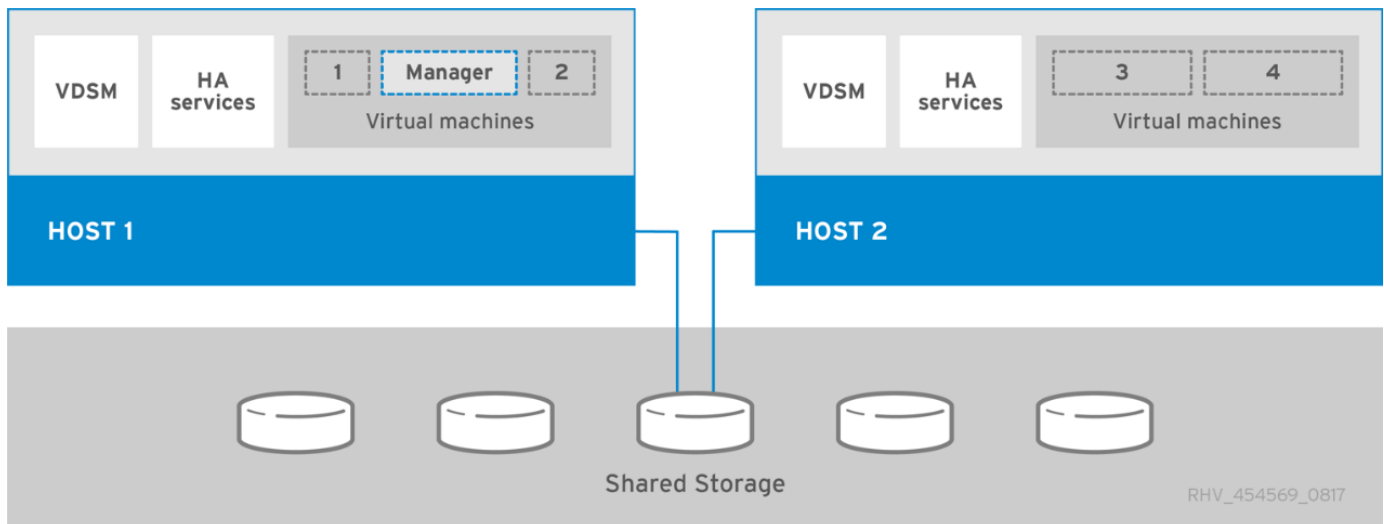 VDSM
HA
services
1
Manager
2
Virtual machines
HOST 1
VDSM
HA
services
3
4
Virtual machines
HOST 2
Shared Storage
RHV_454569_0817